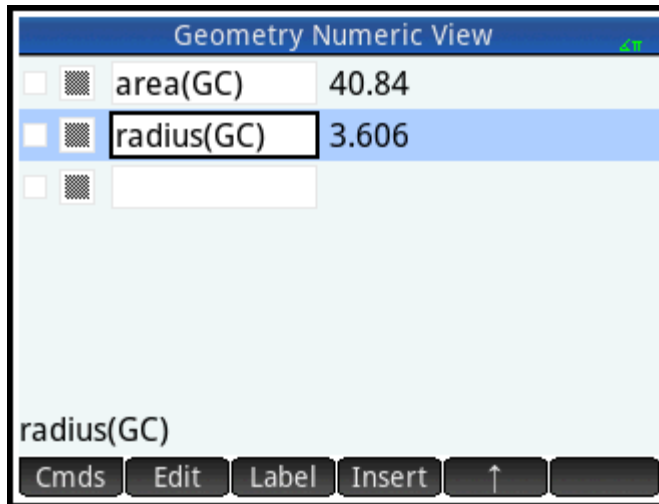 Geometry Numeric View
∡π
area(GC) 40.84
radius(GC) 3.606
radius(GC)
Cmds Edit Label Insert ↑